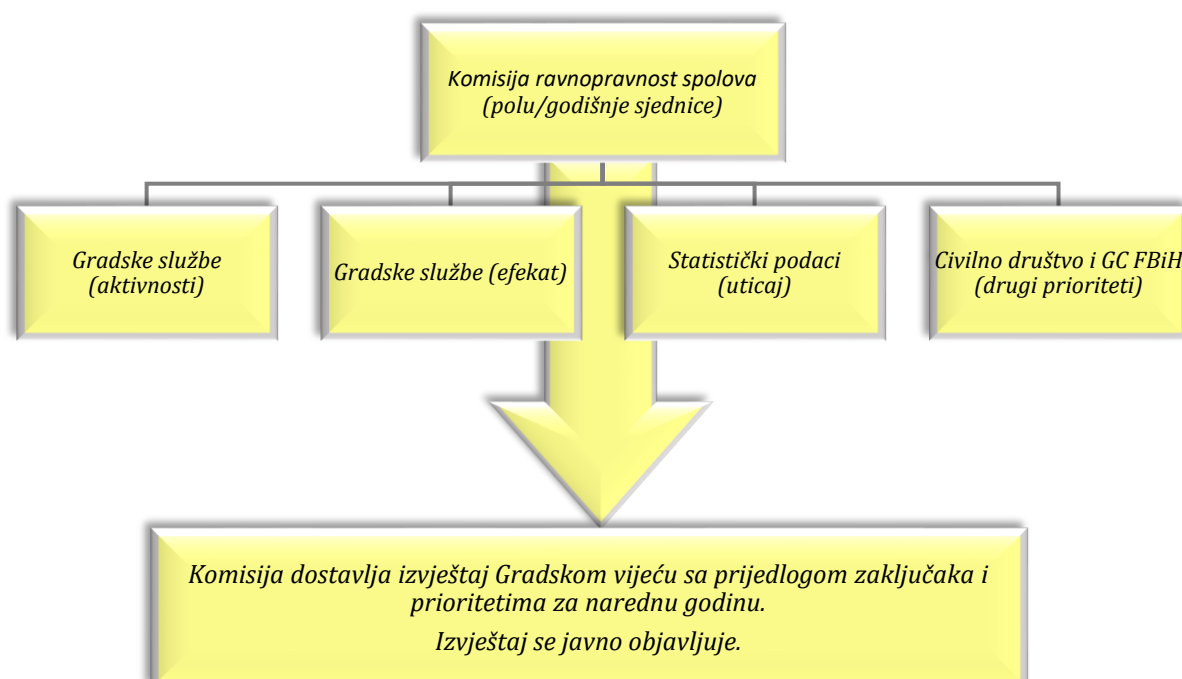 Komisija ravnopravnost spolova
(polu/godišnje sjednice)
Gradske službe
(aktivnosti)
Gradske službe (efekat)
Statistički podaci
(uticaj)
Civilno društvo i GC FBiH
(drugi prioriteti)
Komisija dostavlja izvještaj Gradskom vijeću sa prijedlogom zaključaka i
prioritetima za narednu godinu.
Izvještaj se javno objavljuje.